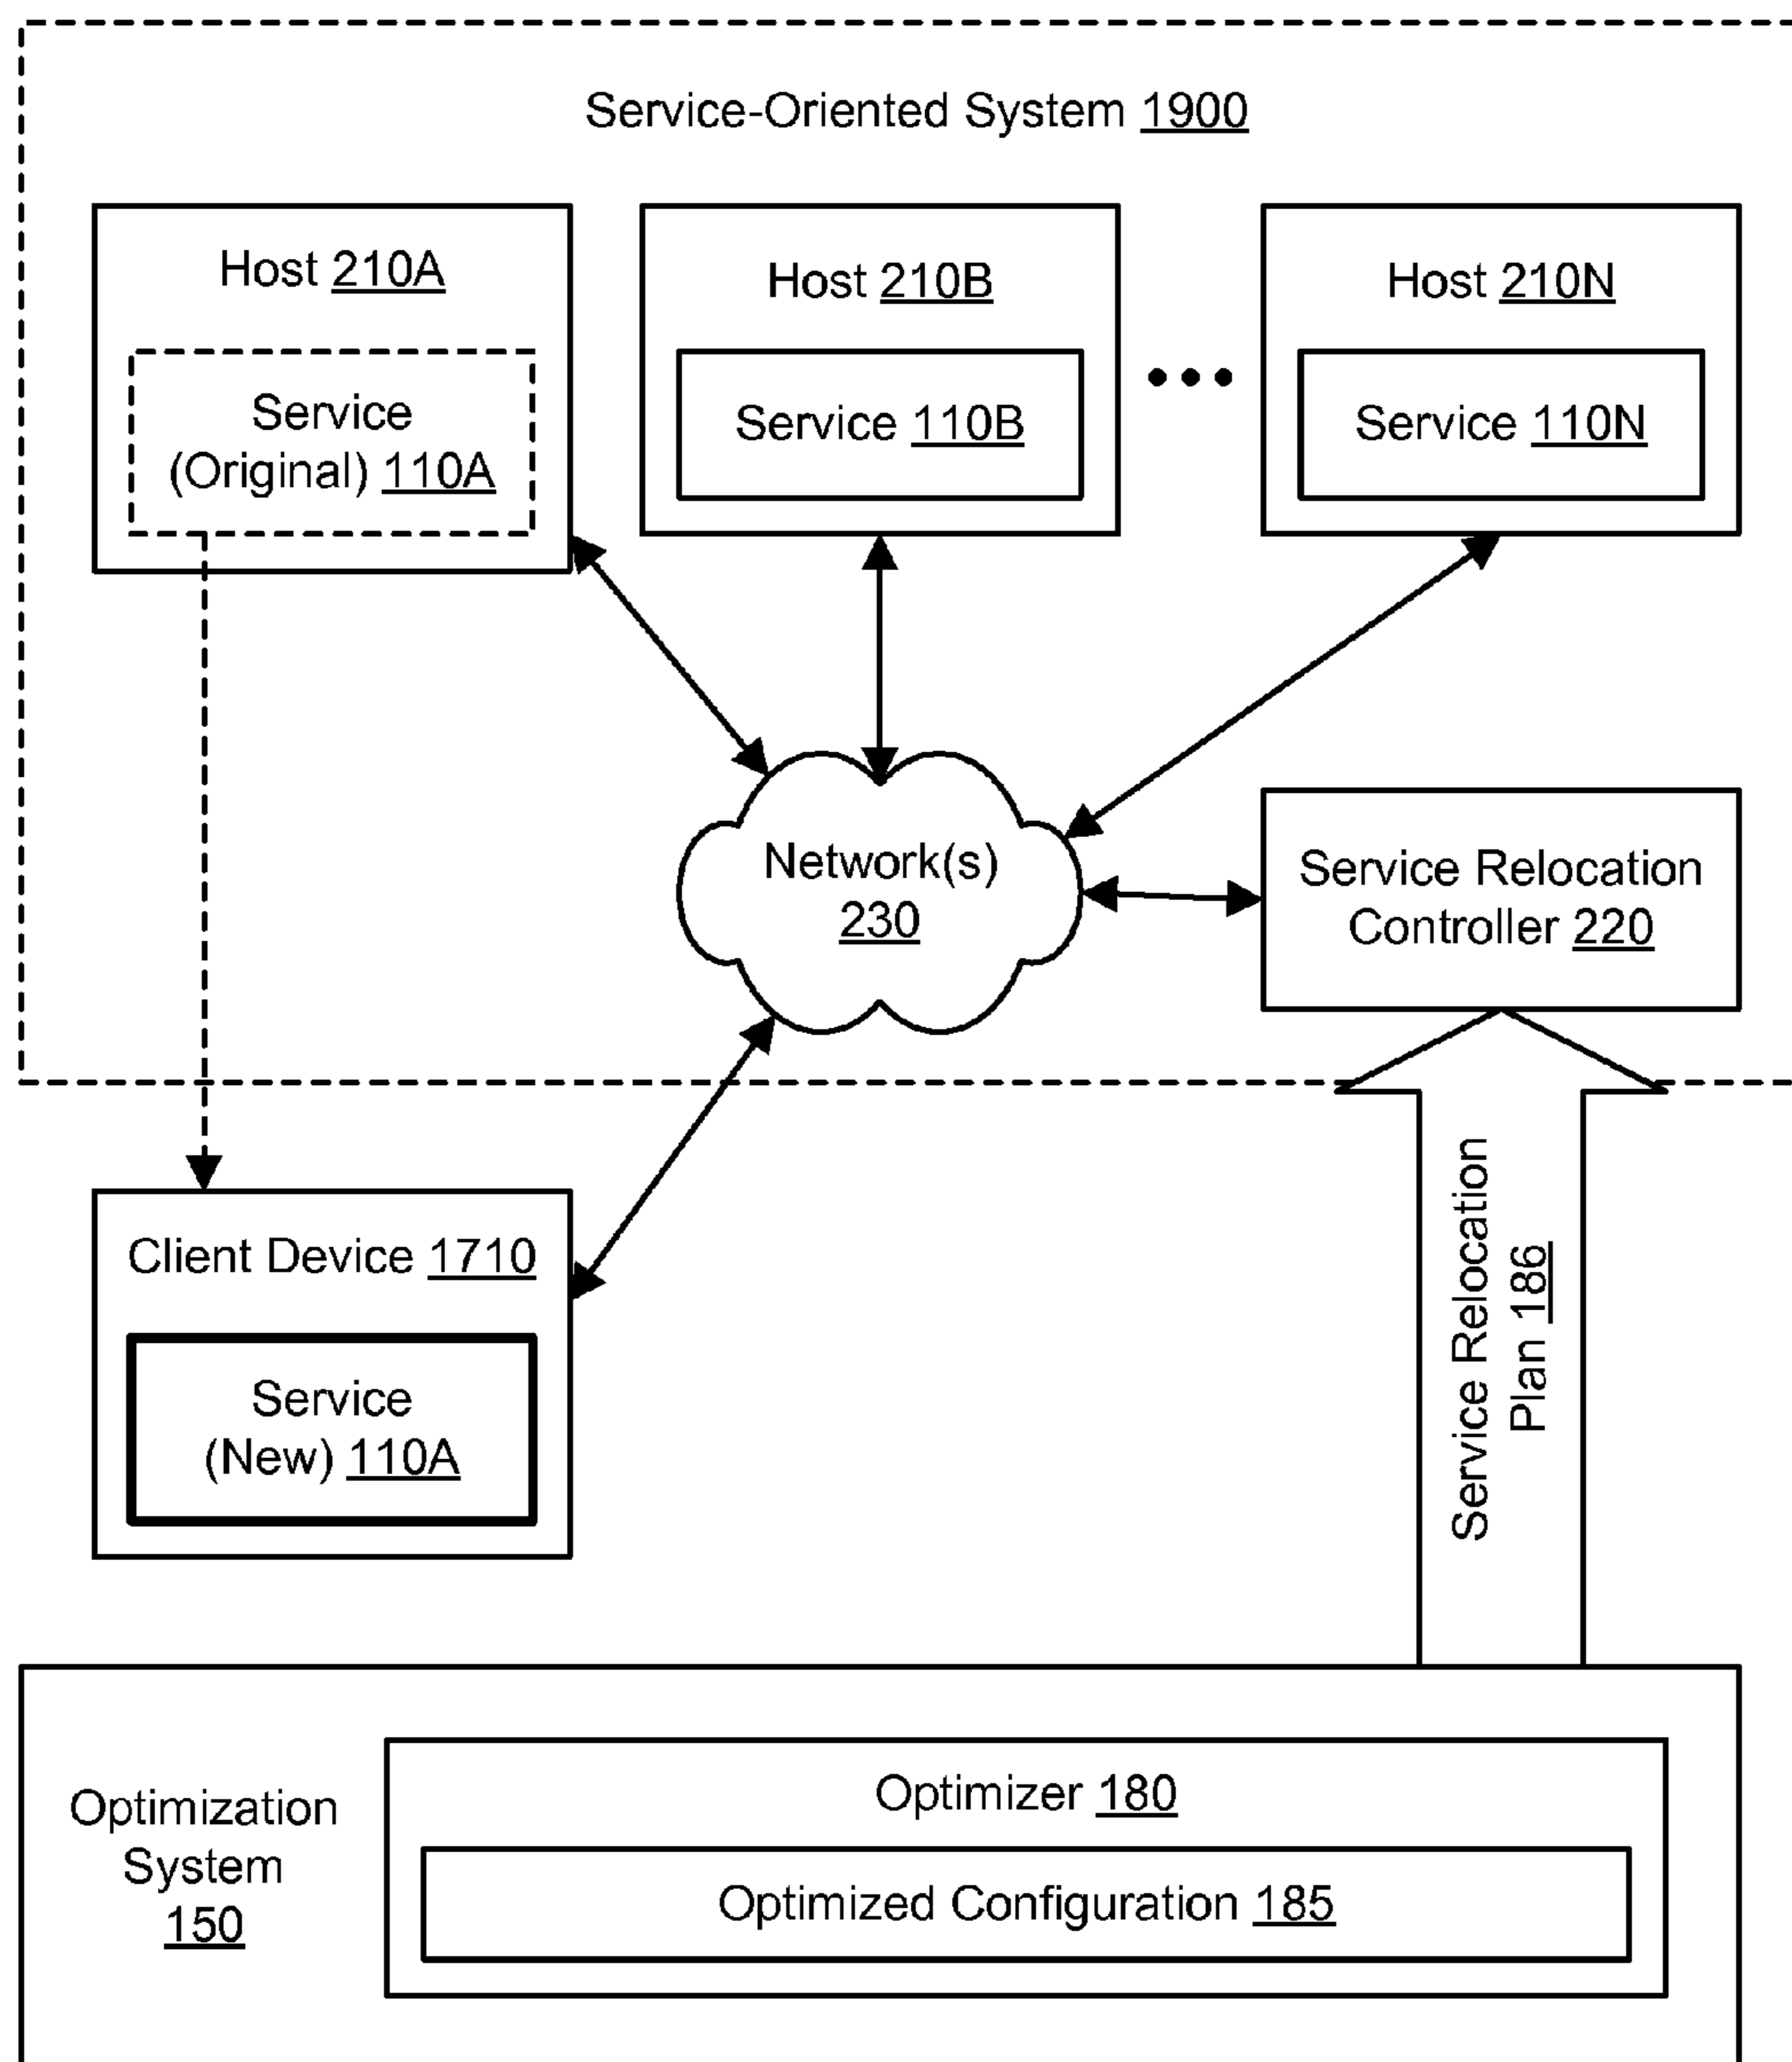 Service-Oriented System 1900
Host 210A
Service
(Original) 110A
Host 210B
Service 110B
Host 210N
Service 110N
Network(s)
230
Service Relocation
Controller 220
Client Device 1710
Service
(New) 110A
Service Relocation
Plan 186
Optimization
System
150
Optimizer 180
Optimized Configuration 185